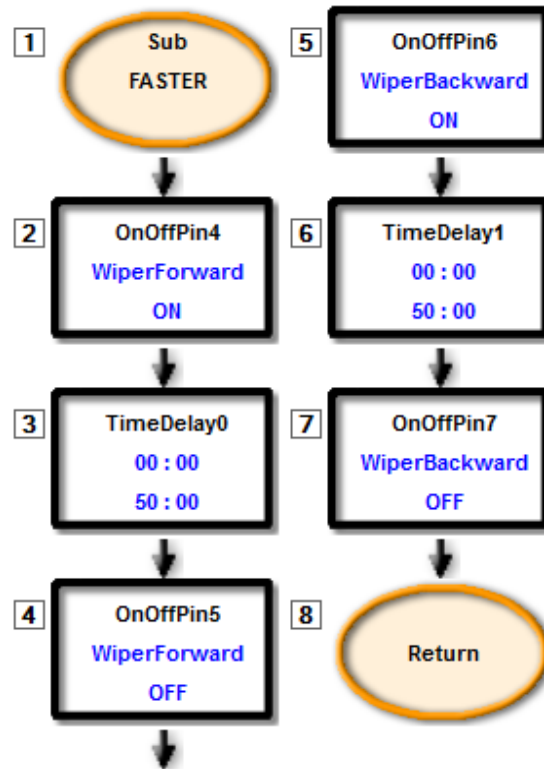 1
Sub
FASTER
2
OnOffPin4
WiperForward
ON
3
TimeDelay0
00 : 00
50 : 00
4
OnOffPin5
WiperForward
OFF
5
OnOffPin6
WiperBackward
ON
6
TimeDelay1
00 : 00
50 : 00
7
OnOffPin7
WiperBackward
OFF
8
Return